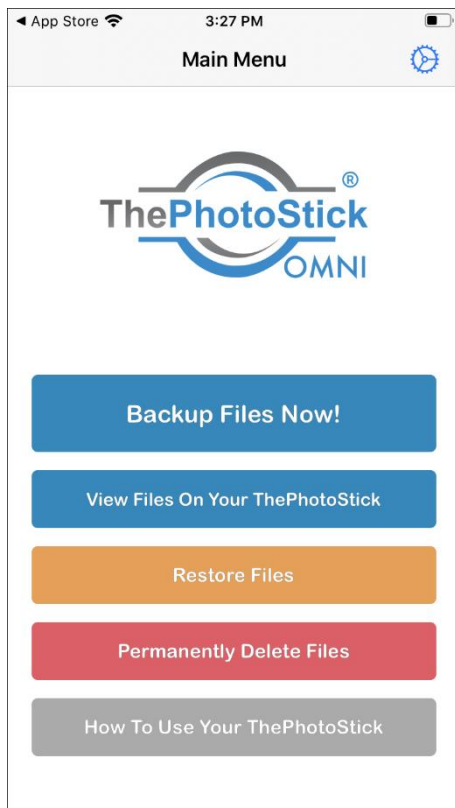 ◀ App Store 3:27 PM
Main Menu
®
ThePhotoStick
OMNI
Backup Files Now!
View Files On Your ThePhotoStick
Restore Files
Permanently Delete Files
How To Use Your ThePhotoStick